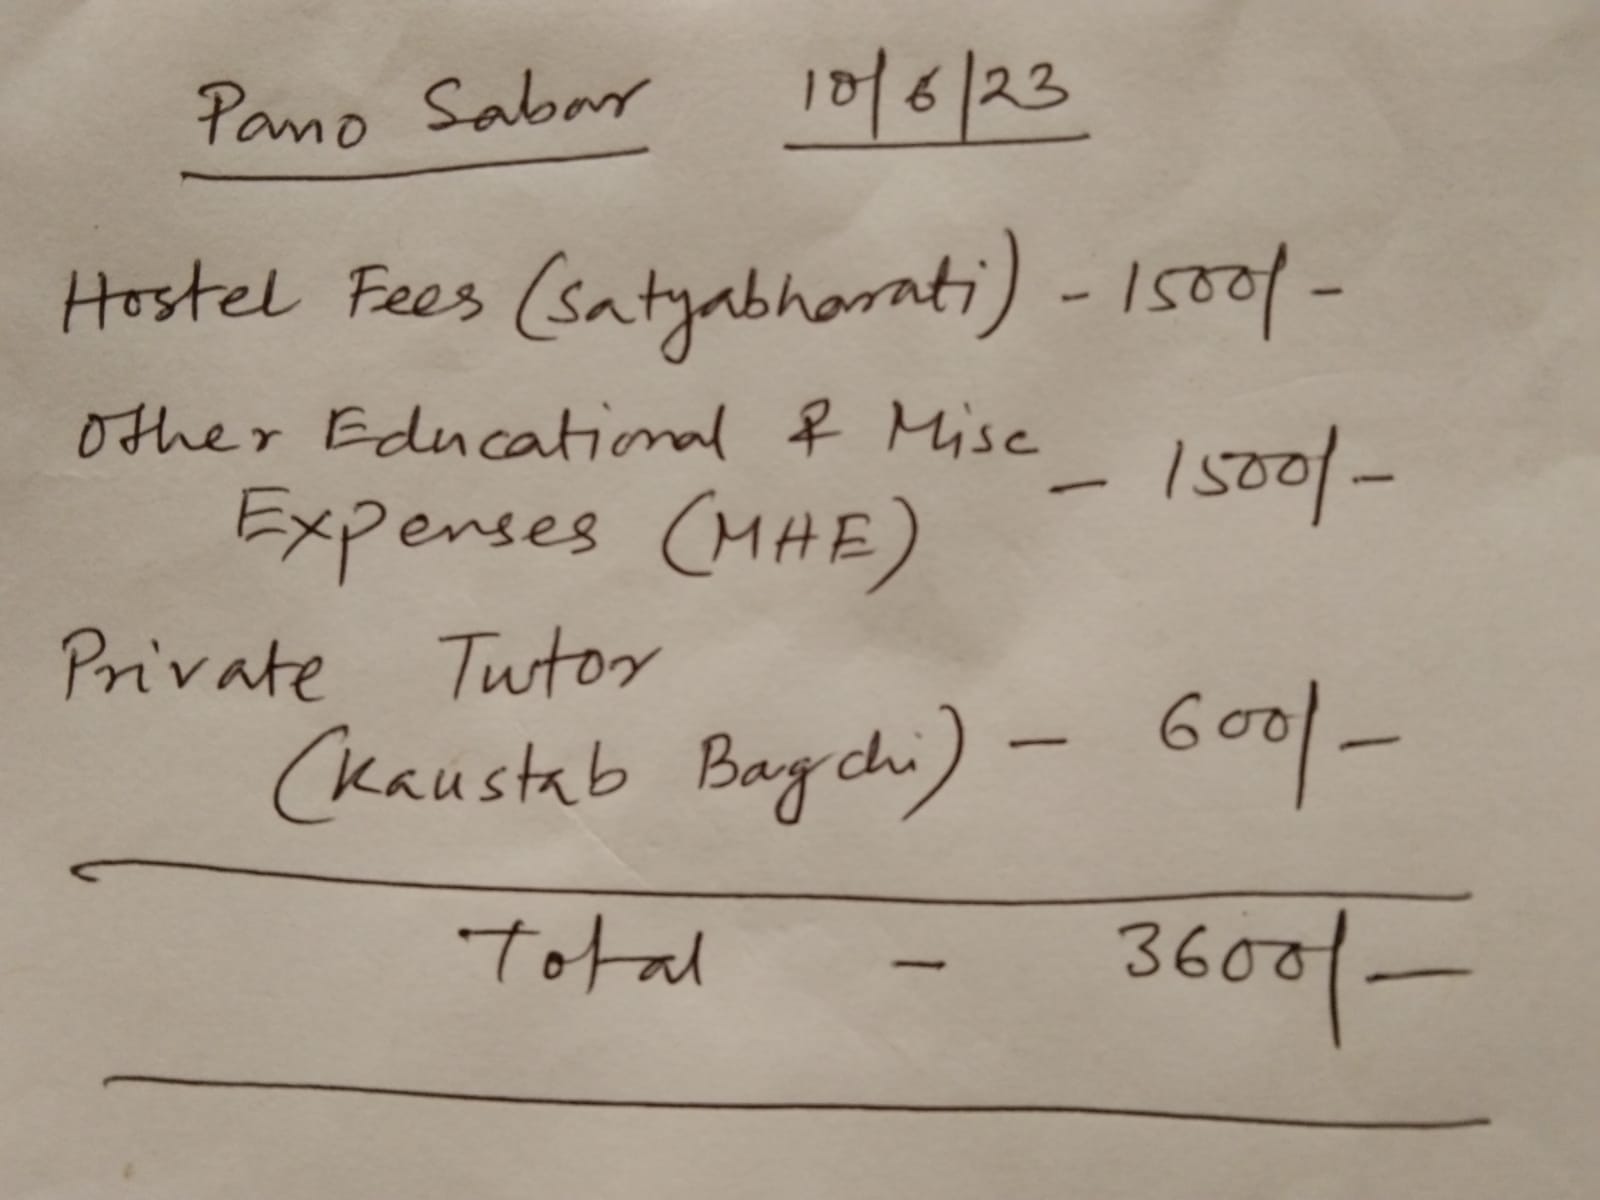 Pano Sabar 10/6/23
Hostel Fees (Satyabharati) - 1500/-
Other Educational & Misc
Expenses (MHE) - 1500/-
Private Tutor
(Kaustab Bagchi) - 600/-
Total - 3600/-